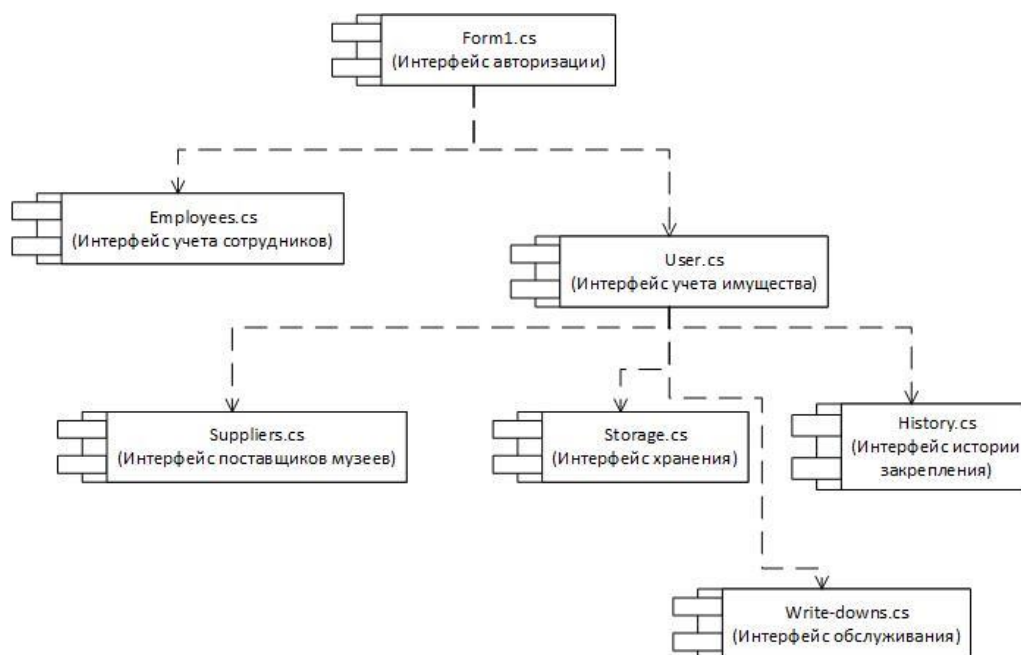 Form1.cs
(Интерфейс авторизации)
Employees.cs
(Интерфейс учета сотрудников)
User.cs
(Интерфейс учета имущества)
Suppliers.cs
(Интерфейс поставщиков музеев)
Storage.cs
(Интерфейс хранения)
History.cs
(Интерфейс истории
закрепления)
Write-downs.cs
(Интерфейс обслуживания)